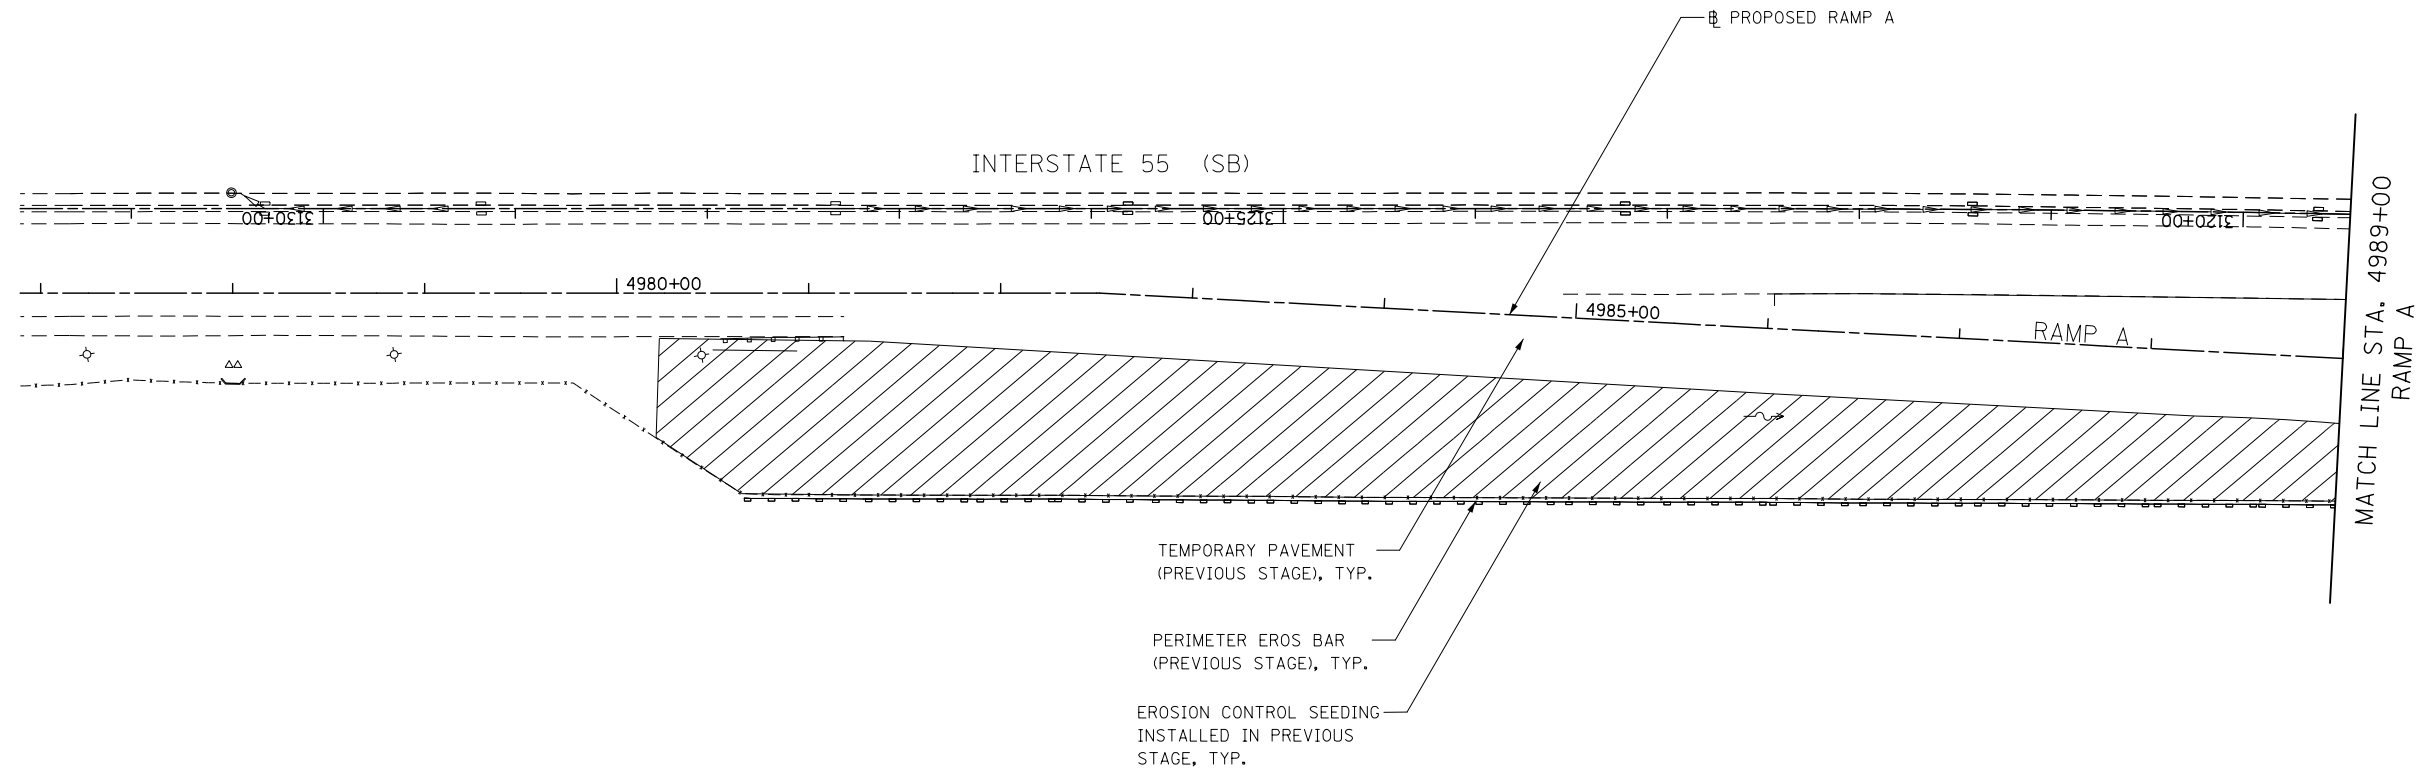 ℄ PROPOSED RAMP A
INTERSTATE 55 (SB)
3130+00
3125+00
3120+00
4980+00
4985+00
RAMP A
MATCH LINE STA. 4989+00
RAMP A
TEMPORARY PAVEMENT
(PREVIOUS STAGE), TYP.
PERIMETER EROS BAR
(PREVIOUS STAGE), TYP.
EROSION CONTROL SEEDING
INSTALLED IN PREVIOUS
STAGE, TYP.